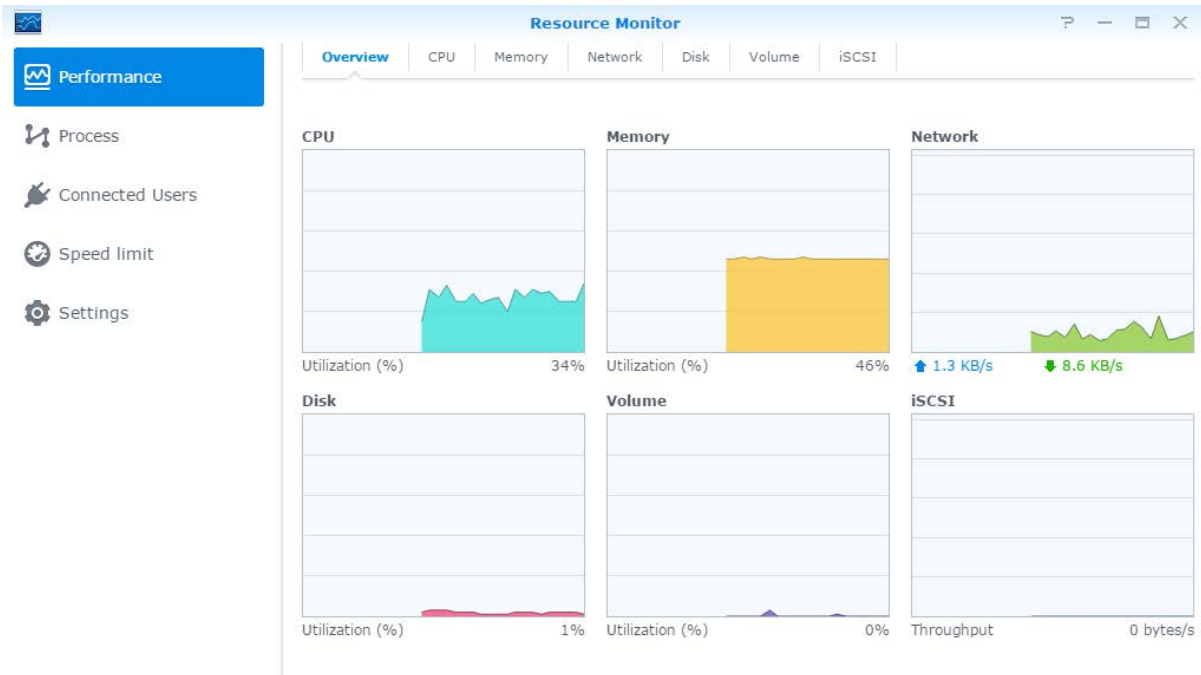 Resource Monitor
Performance
Process
Connected Users
Speed limit
Settings
Overview
CPU
Memory
Network
Disk
Volume
iSCSI
CPU
Utilization (%) 34%
Memory
Utilization (%) 46%
Network
1.3 KB/s 8.6 KB/s
Disk
Utilization (%) 1%
Volume
Utilization (%) 0%
iSCSI
Throughput 0 bytes/s